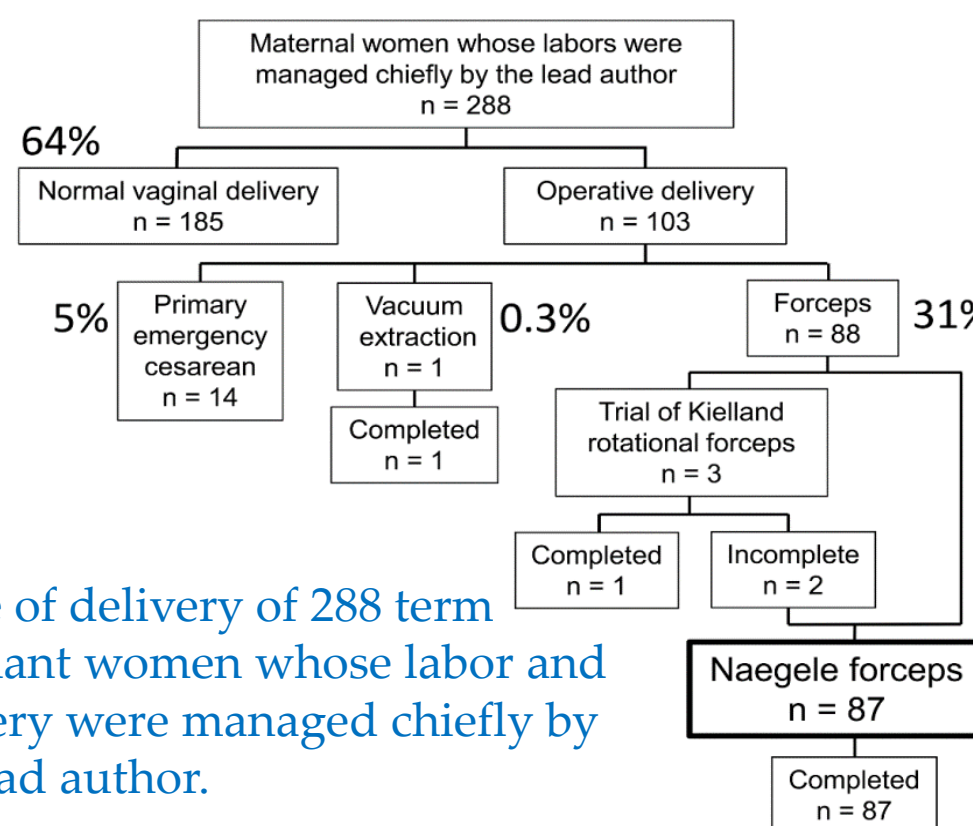 Maternal women whose labors were
managed chiefly by the lead author
n = 288
64%
Normal vaginal delivery
n = 185
Operative delivery
n = 103
5%
Primary
emergency
cesarean
n = 14
Vacuum
extraction
n = 1
0.3%
Forceps
n = 88
31%
Completed
n = 1
Trial of Kielland
rotational forceps
n = 3
Completed
n = 1
Incomplete
n = 2
of delivery of 288 term
women whose labor and
were managed chiefly by
author.
Naegele forceps
n = 87
Completed
n = 87